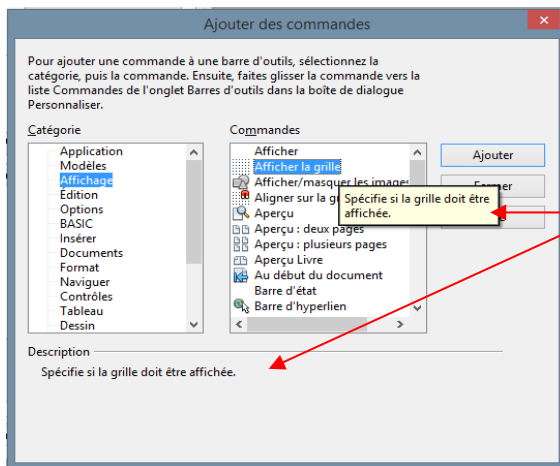 Ajouter des commandes
Pour ajouter une commande à une barre d'outils, sélectionnez la
catégorie, puis la commande. Ensuite, faites glisser la commande vers la
liste Commandes de l'onglet Barres d'outils dans la boîte de dialogue
Personnaliser.
Catégorie
Application
Modèles
Affichage
Édition
Options
BASIC
Insérer
Documents
Format
Naviguer
Contrôles
Tableau
Dessin
Commandes
Afficher
Afficher la grille
Afficher/masquer les images
Aligner sur la
Aperçu
Aperçu : deux pages
Aperçu : plusieurs pages
Aperçu Livre
Au début du document
Barre d'état
Barre d'hyperlien
Spécifie si la grille doit être
affichée.
Ajouter
Fermer
Description
Spécifie si la grille doit être affichée.